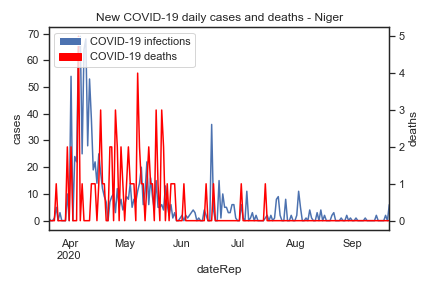 New COVID-19 daily cases and deaths - Niger
COVID-19 infections
COVID-19 deaths
70
60
50
40
30
20
10
0
cases
5
4
3
2
1
0
deaths
Apr
2020
May
Jun
Jul
Aug
Sep
dateRep